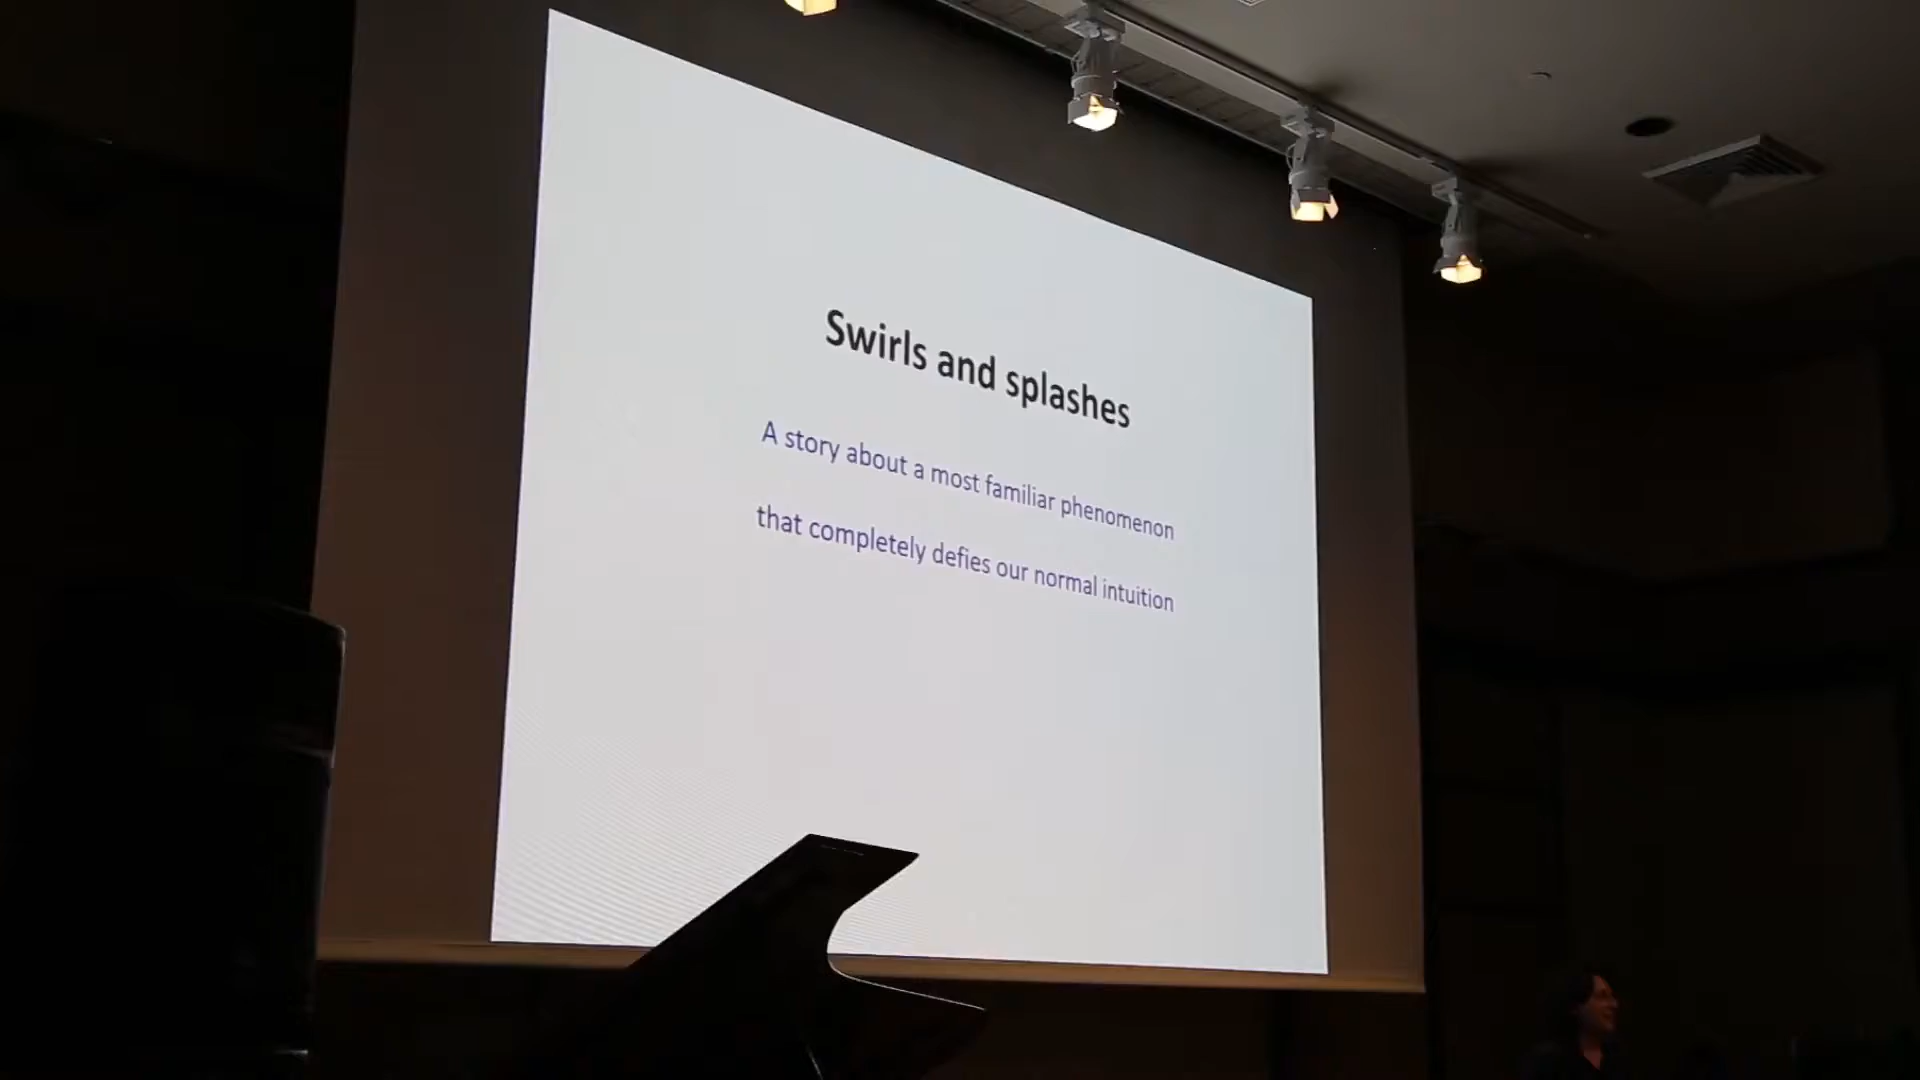 Swirls and splashes
A story about a most familiar phenomenon
that completely defies our normal intuition